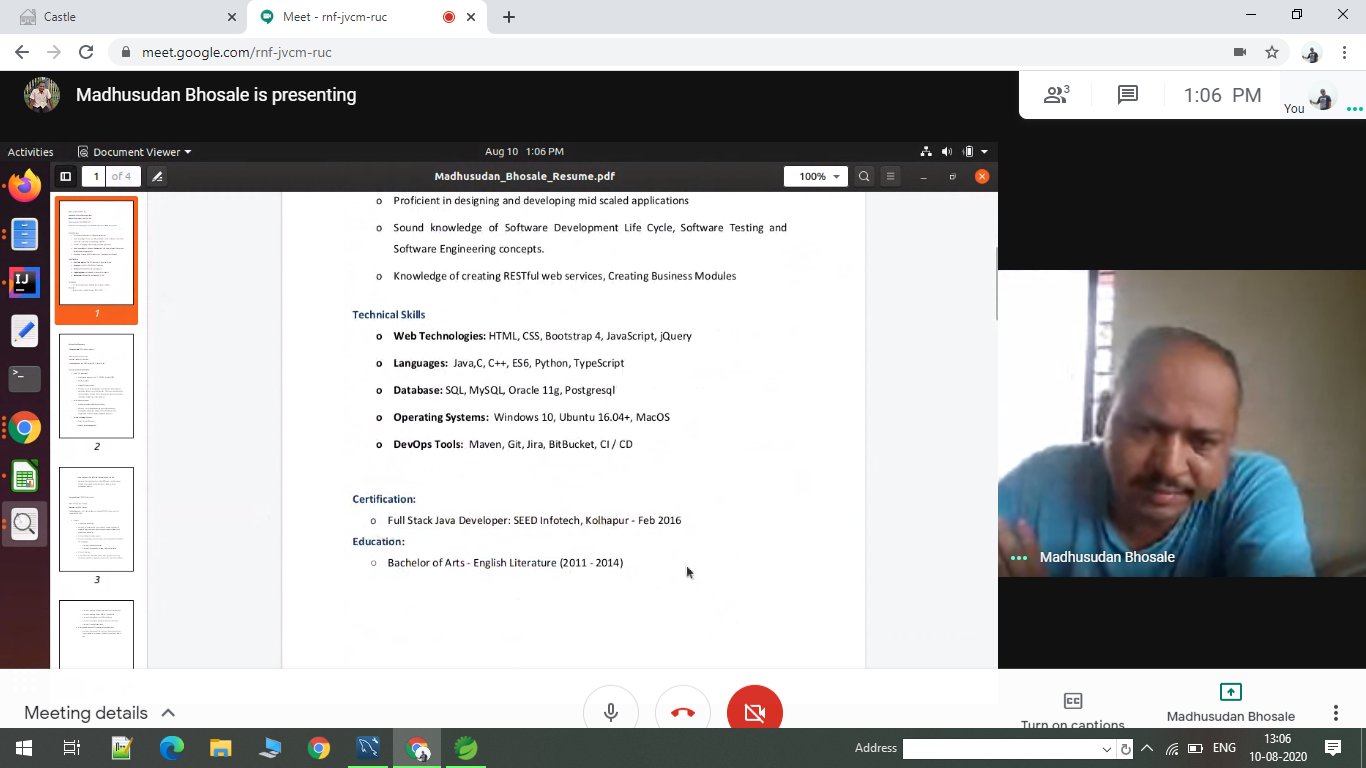 Castle
Meet - rnf-jvcm-ruc
meet.google.com/rnf-jvcm-ruc
Madhusudan Bhosale is presenting
3
1:06 PM
You
Activities
Document Viewer
Aug 10 1:06 PM
1 of 4
Madhusudan_Bhosale_Resume.pdf
100%
o Proficient in designing and developing mid scaled applications
o Sound knowledge of Software Development Life Cycle, Software Testing and
Software Engineering concepts.
o Knowledge of creating RESTful web services, Creating Business Modules
Technical Skills
o Web Technologies: HTML, CSS, Bootstrap 4, JavaScript, jQuery
o Languages: Java,C, C++,CSS, Python, TypeScript
o Database: SQL, MySQL, Oracle 11g, Postgresql
o Operating Systems: Windows 10, Ubuntu 16.04+, MacOS
o DevOps Tools: Maven, Git, Jira, BitBucket, CI / CD
Certification:
o Full Stack Java Developer: Infotech, Kolhapur - Feb 2016
Education:
o Bachelor of Arts - English Literature (2011 - 2014)
1
2
3
Madhusudan Bhosale
Meeting details
Turn on captions
Madhusudan Bhosale
Address
ENG
13:06
10-08-2020